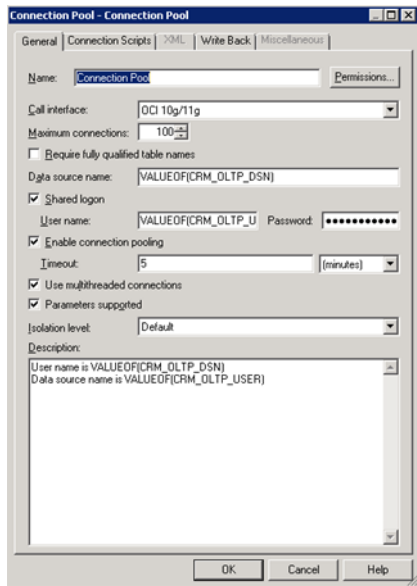 Connection Pool - Connection Pool
General Connection Scripts XML Write Back Miscellaneous
Name: Connection Pool Permissions...
Call interface: OCI 10g/11g
Maximum connections: 100
Require fully qualified table names
Data source name: VALUEOF(CRM_OLTP_DSN)
Shared logon
User name: VALUEOF(CRM_OLTP_U Password: ●●●●●●●●●●●
Enable connection pooling
Timeout: 5 (minutes)
Use multithreaded connections
Parameters supported
Isolation level: Default
Description:
User name is VALUEOF(CRM_OLTP_DSN)
Data source name is VALUEOF(CRM_OLTP_USER)
OK Cancel Help